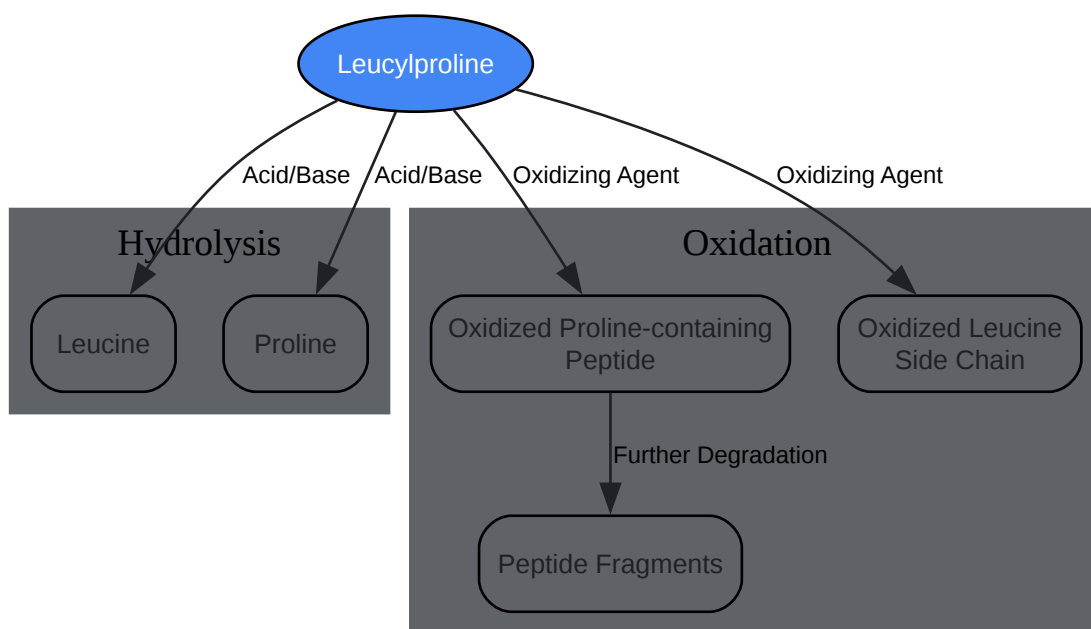 Leucylproline
Acid/Base
Acid/Base
Oxidizing Agent
Oxidizing Agent
Hydrolysis
Oxidation
Leucine
Proline
Oxidized Proline-containing
Peptide
Oxidized Leucine
Side Chain
Further Degradation
Peptide Fragments